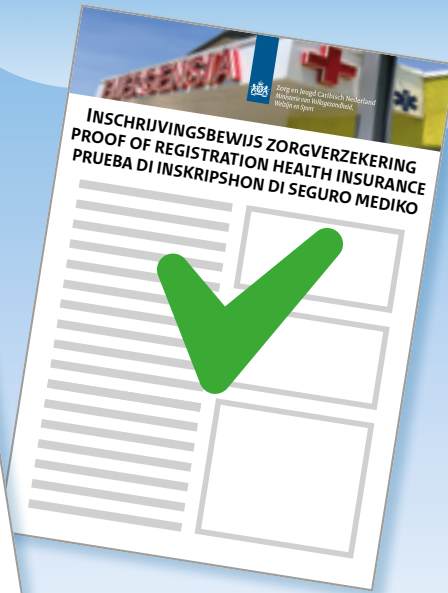 EMERGENSIA
Zorg en Jeugd Caribisch Nederland
Ministerie van Volksgezondheid,
Welzijn en Sport
INSCHRIJVINGSBEWIJS ZORGVERZEKERING
PROOF OF REGISTRATION HEALTH INSURANCE
PRUEBA DI INSKRIPSHON DI SEGURO MEDIKO